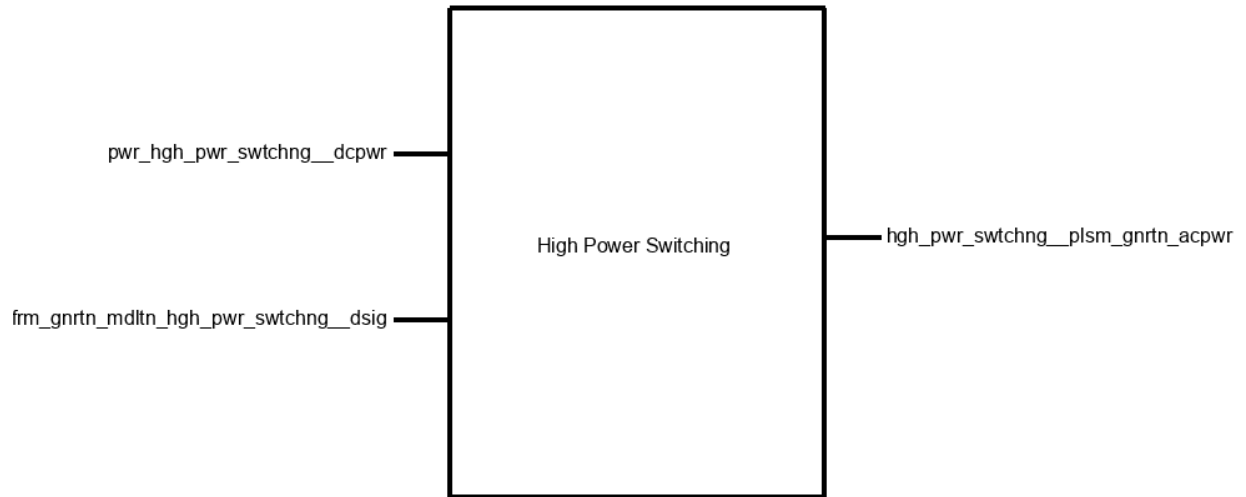 pwr_hgh_pwr_swtchng__dcpwr
High Power Switching
hgh_pwr_swtchng__plsm_gnrtn_acpwr
frm_gnrtn_mdltn_hgh_pwr_swtchng__dsig